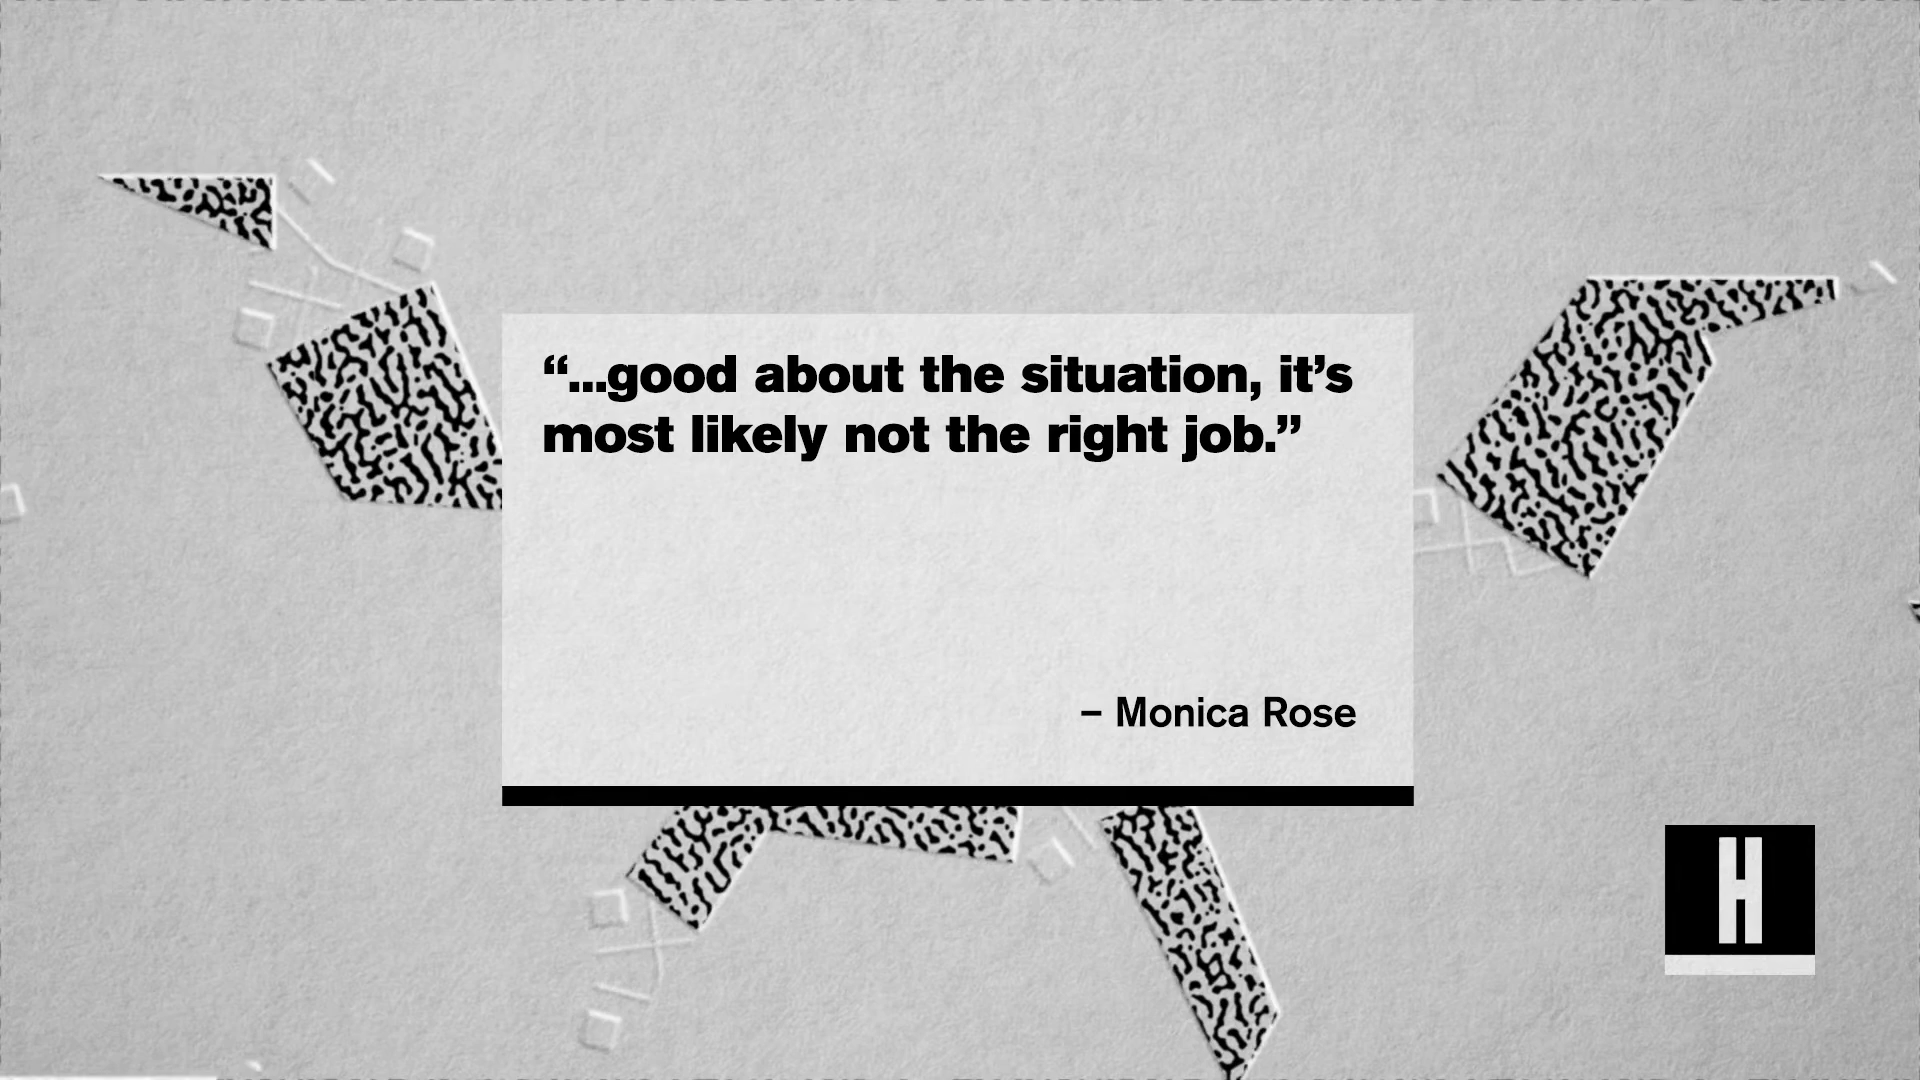 “...good about the situation, it’s
most likely not the right job.”
– Monica Rose
H